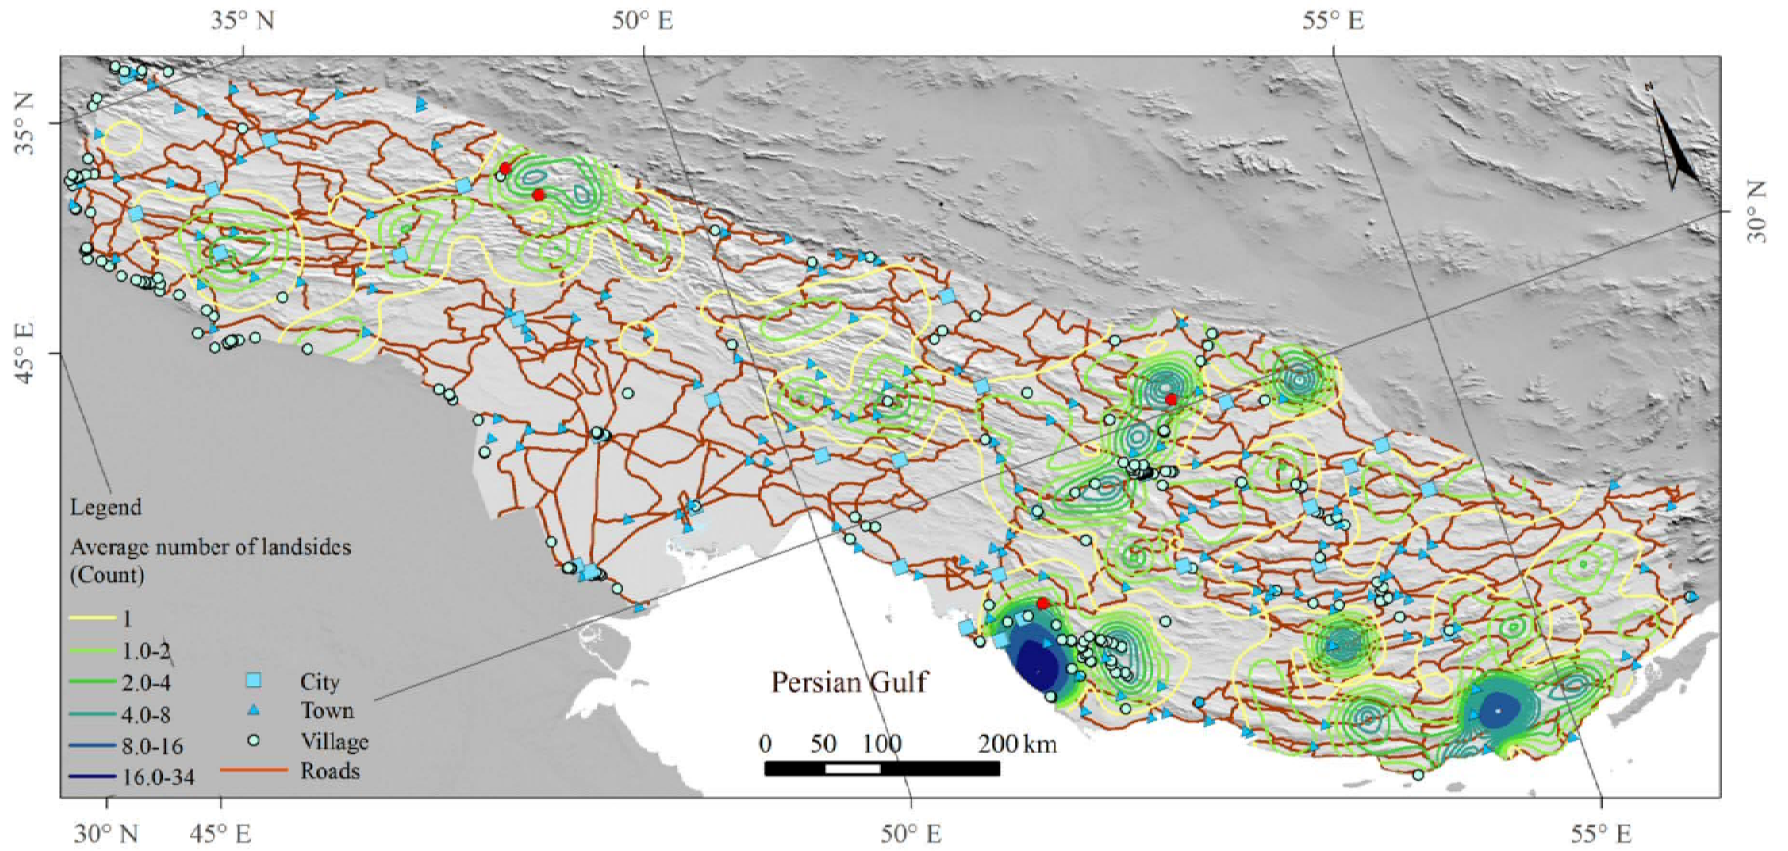 35° N
50° E
55° E
35° N
30° N
45° E
Legend
Average number of landsides
(Count)
1
1.0-2
2.0-4
4.0-8
8.0-16
16.0-34
City
Town
Village
Roads
Persian Gulf
0 50 100 200 km
30° N 45° E 50° E 55° E